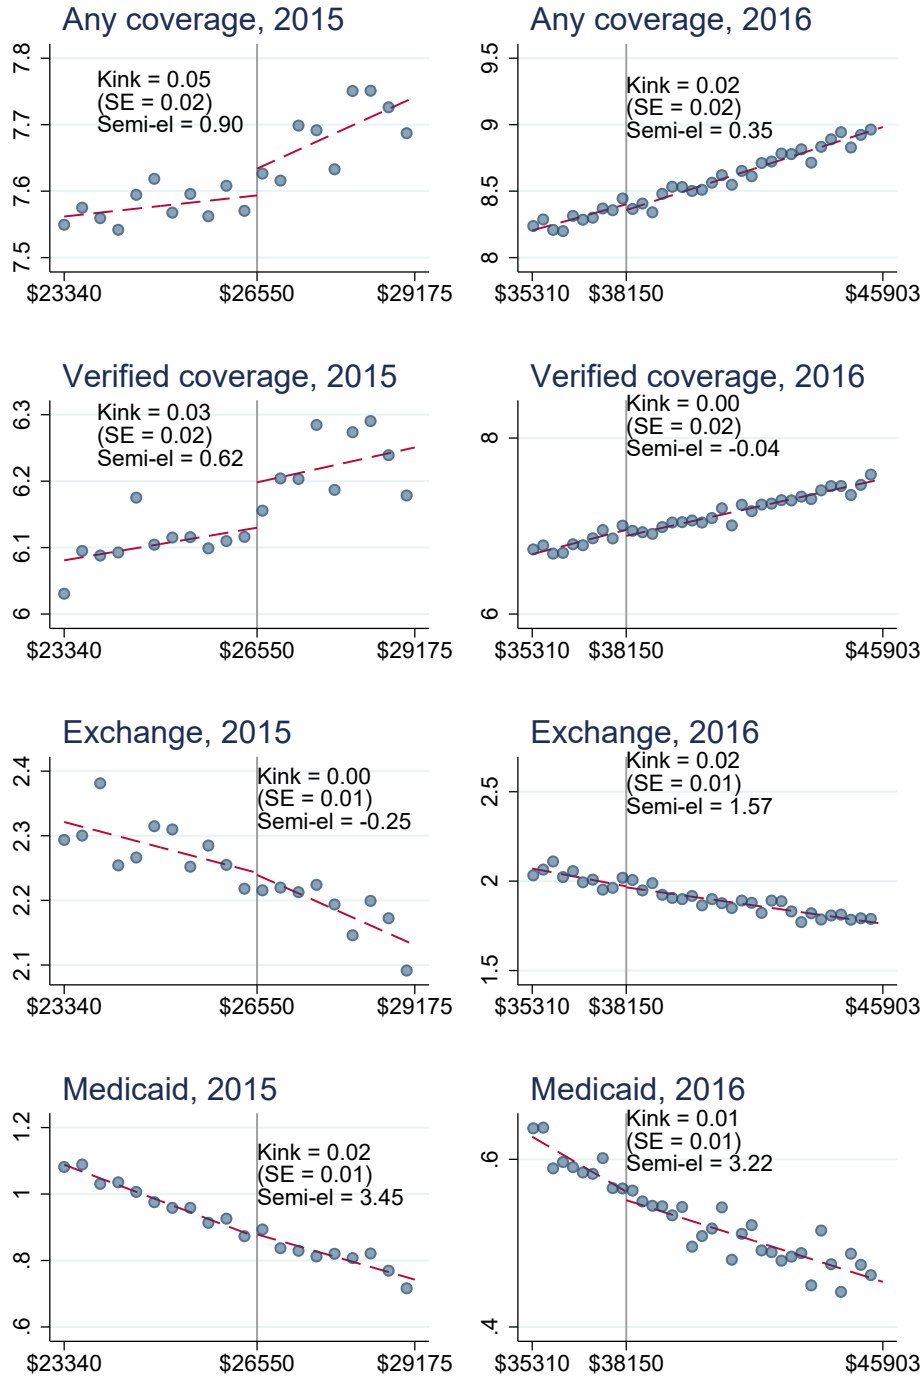 Any coverage, 2015
7.8
7.7
7.6
7.5
Kink = 0.05
(SE = 0.02)
Semi-el = 0.90
$23340
$26550
$29175
Any coverage, 2016
9.5
9
8.5
8
Kink = 0.02
(SE = 0.02)
Semi-el = 0.35
$35310
$38150
$45903
Verified coverage, 2015
6.3
6.2
6.1
6
Kink = 0.03
(SE = 0.02)
Semi-el = 0.62
$23340
$26550
$29175
Verified coverage, 2016
8
6
Kink = 0.00
(SE = 0.02)
Semi-el = -0.04
$35310
$38150
$45903
Exchange, 2015
2.4
2.3
2.2
2.1
Kink = 0.00
(SE = 0.01)
Semi-el = -0.25
$23340
$26550
$29175
Exchange, 2016
2.5
2
1.5
Kink = 0.02
(SE = 0.01)
Semi-el = 1.57
$35310
$38150
$45903
Medicaid, 2015
1.2
1
.8
.6
Kink = 0.02
(SE = 0.01)
Semi-el = 3.45
$23340
$26550
$29175
Medicaid, 2016
.6
.4
Kink = 0.01
(SE = 0.01)
Semi-el = 3.22
$35310
$38150
$45903